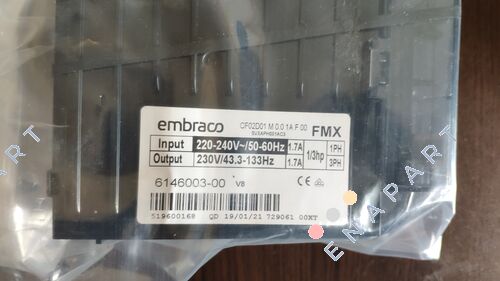 embraco CF02D01 M 0.0 1A F 00 FMX
Input 220-240V~/50-60Hz 1.7A 1/3hp 1PH
Output 230V/43.3-133Hz 1.7A 3PH
6146003-00 V8
519600168 QD 19/01/21 729061 00XT
ENAPART